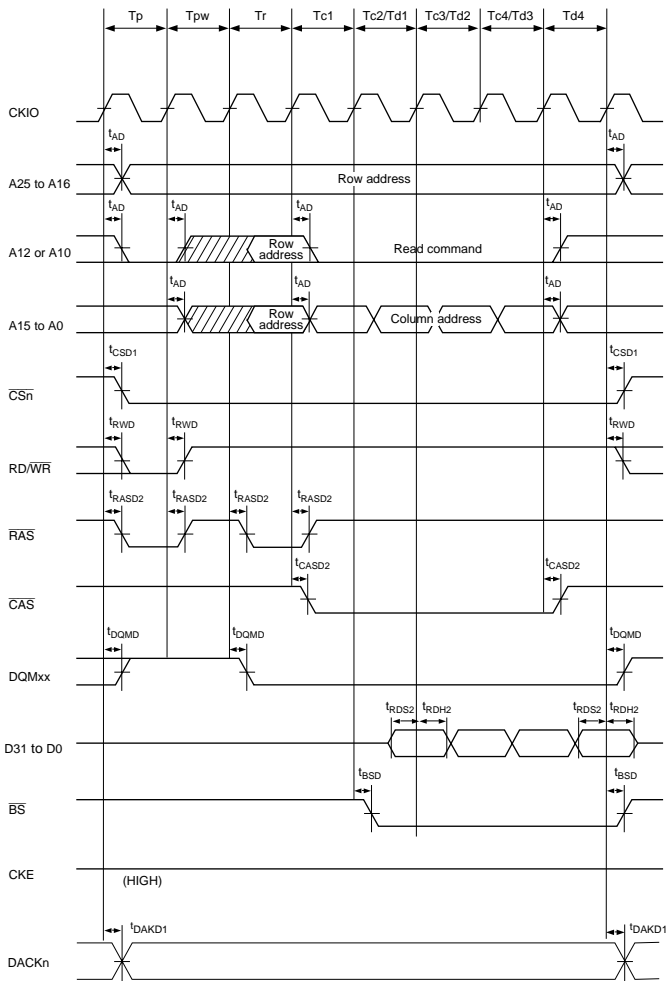 Tp Tpw Tr Tc1 Tc2/Td1 Tc3/Td2 Tc4/Td3 Td4
CKIO
tAD tAD
A25 to A16 Row address
tAD tAD tAD tAD
A12 or A10 Row address Read command
tAD tAD tAD
A15 to A0 Row address Column address
tCSD1 tCSD1
CSn
tRWD tRWD tRWD
RD/WR
tRASD2 tRASD2 tRASD2 tRASD2
RAS
tCASD2 tCASD2
CAS
tDQMD tDQMD tDQMD
DQMxx
tRDS2 tRDH2 tRDS2 tRDH2
D31 to D0
tBSD tBSD
BS
CKE
(HIGH)
tDAKD1 tDAKD1
DACKn